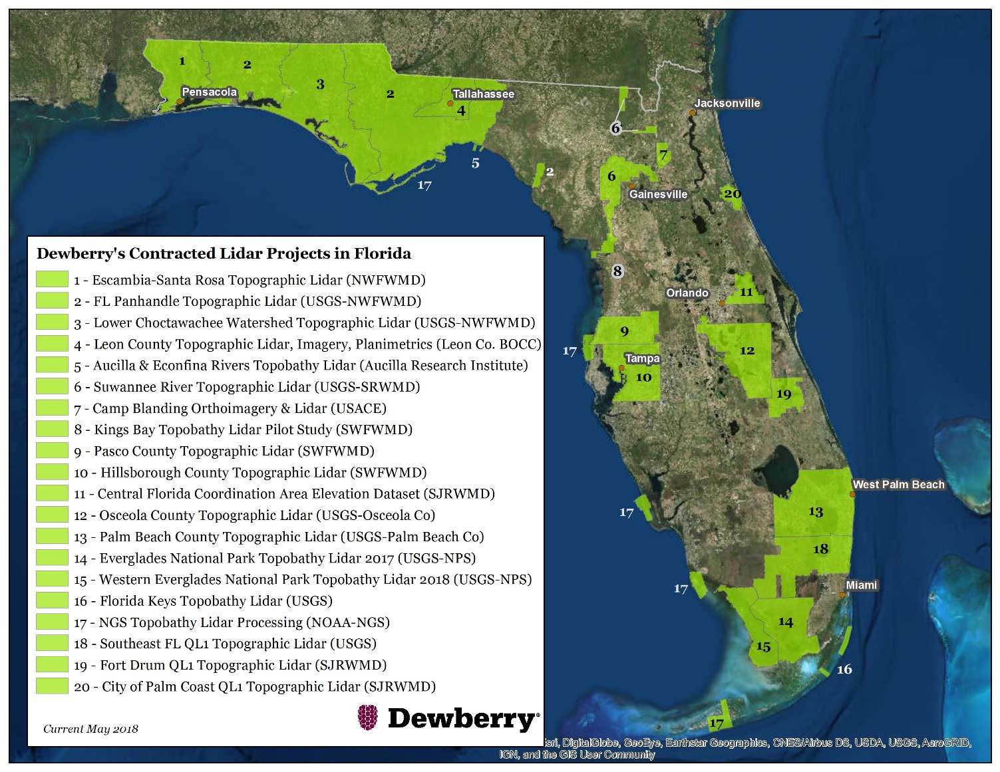 1
2
Pensacola
3
2
Tallahassee
4
Jacksonville
6
7
5
17
2
6
Gainesville
20
8
Orlando
11
9
17
12
Tampa
10
19
West Palm Beach
17
13
18
17
Miami
14
15
16
17
Dewberry's Contracted Lidar Projects in Florida
1 - Escambia-Santa Rosa Topographic Lidar (NWFWMD)
2 - FL Panhandle Topographic Lidar (USGS-NWFWMD)
3 - Lower Choctawachee Watershed Topographic Lidar (USGS-NWFWMD)
4 - Leon County Topographic Lidar, Imagery, Planimetrics (Leon Co. BOCC)
5 - Aucilla & Econfina Rivers Topobathy Lidar (Aucilla Research Institute)
6 - Suwannee River Topographic Lidar (USGS-SRWMD)
7 - Camp Blanding Orthoimagery & Lidar (USACE)
8 - Kings Bay Topobathy Lidar Pilot Study (SWFWMD)
9 - Pasco County Topographic Lidar (SWFWMD)
10 - Hillsborough County Topographic Lidar (SWFWMD)
11 - Central Florida Coordination Area Elevation Dataset (SJRWMD)
12 - Osceola County Topographic Lidar (USGS-Osceola Co)
13 - Palm Beach County Topographic Lidar (USGS-Palm Beach Co)
14 - Everglades National Park Topobathy Lidar 2017 (USGS-NPS)
15 - Western Everglades National Park Topobathy Lidar 2018 (USGS-NPS)
16 - Florida Keys Topobathy Lidar (USGS)
17 - NGS Topobathy Lidar Processing (NOAA-NGS)
18 - Southeast FL QL1 Topographic Lidar (USGS)
19 - Fort Drum QL1 Topographic Lidar (SJRWMD)
20 - City of Palm Coast QL1 Topographic Lidar (SJRWMD)
Current May 2018
Dewberry®
DigitalGlobe, GeoEye, Earthstar Geographics, CNES/Airbus DS, USDA, USGS, AeroGRID,
IGN, and the GIS User Community